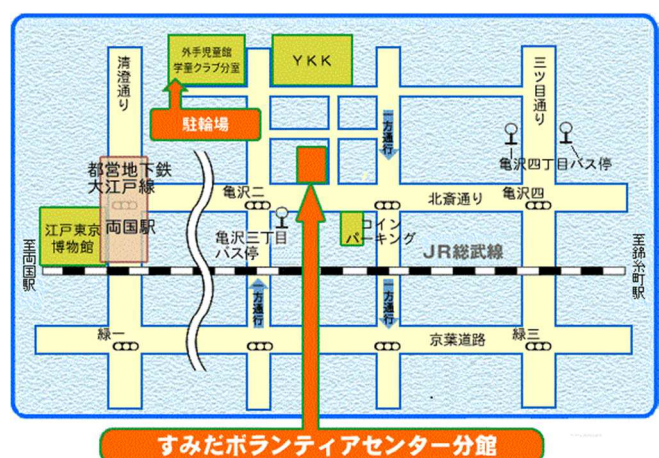 外手児童館
学童クラブ分室
YKK
清澄通り
三ツ目通り
駐輪場
一方通行
亀沢四丁目バス停
都営地下鉄
大江戸線
亀沢二
北斎通り
亀沢四
江戸東京
博物館
両国駅
亀沢三丁目
バス停
コイン
パーキング
JR総武線
至両国駅
至錦糸町駅
一方通行
一方通行
緑一
京葉道路
緑三
すみだボランティアセンター分館